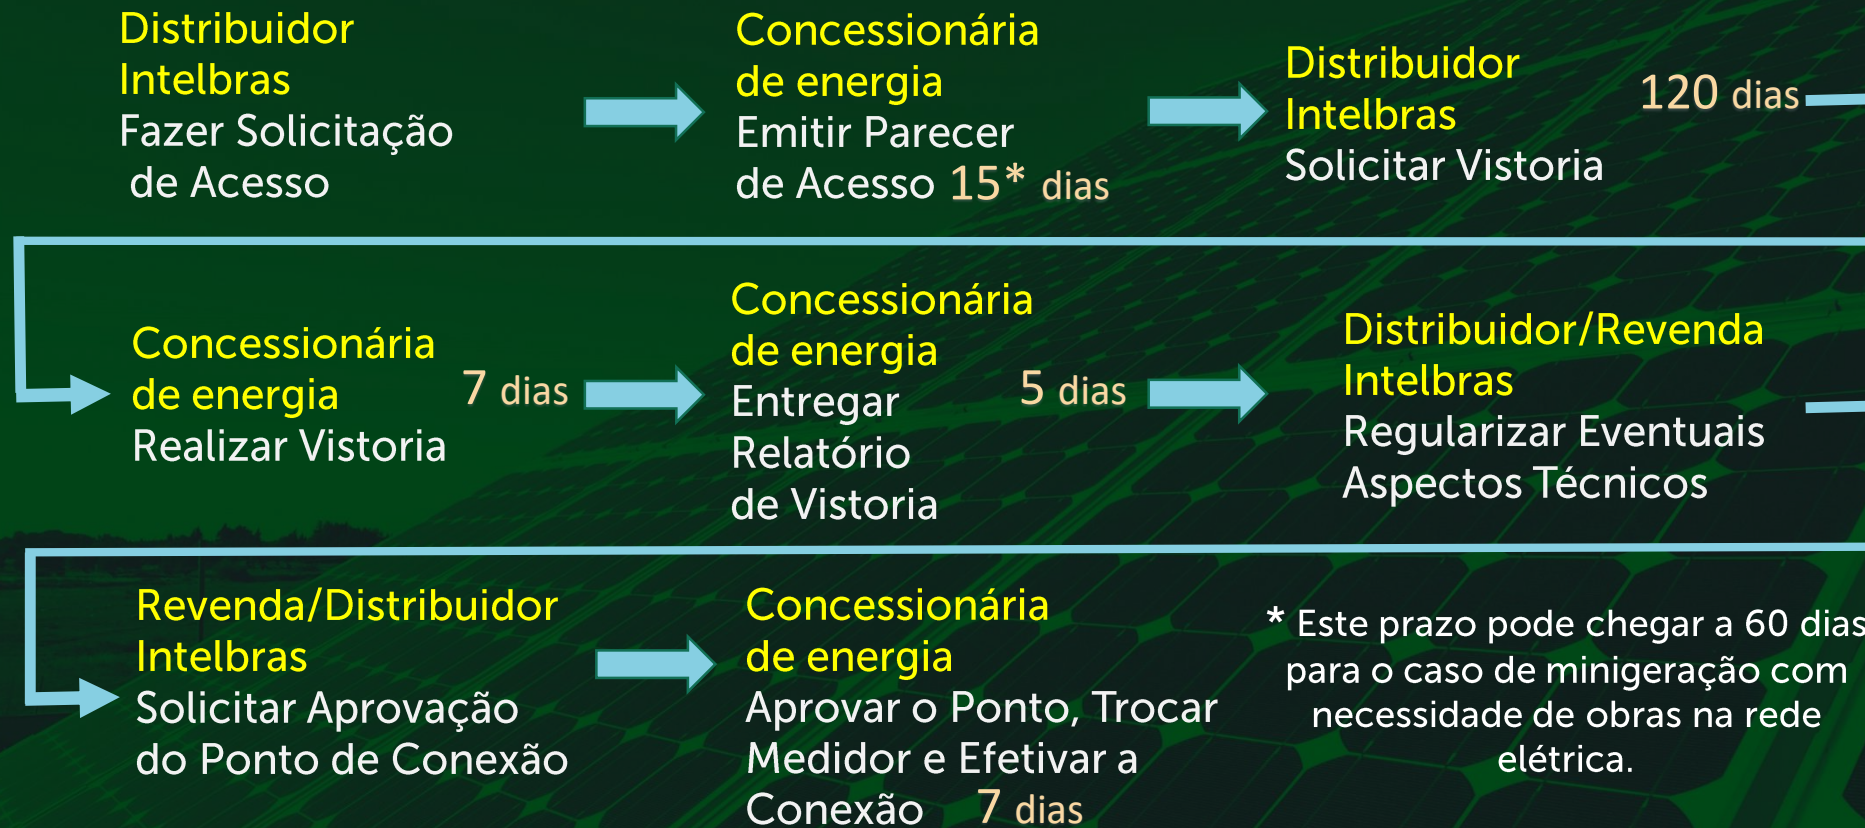 Distribuidor
Intelbras
Fazer Solicitação
de Acesso
Concessionária
de energia
Emitir Parecer
de Acesso 15* dias
Distribuidor
Intelbras
Solicitar Vistoria
120 dias
Concessionária
de energia
Realizar Vistoria
7 dias
Concessionária
de energia
Entregar
Relatório
de Vistoria
5 dias
Distribuidor/Revenda
Intelbras
Regularizar Eventuais
Aspectos Técnicos
Revenda/Distribuidor
Intelbras
Solicitar Aprovação
do Ponto de Conexão
Concessionária
de energia
Aprovar o Ponto, Trocar
Medidor e Efetivar a
Conexão 7 dias
* Este prazo pode chegar a 60 dias
para o caso de minigeração com
necessidade de obras na rede
elétrica.